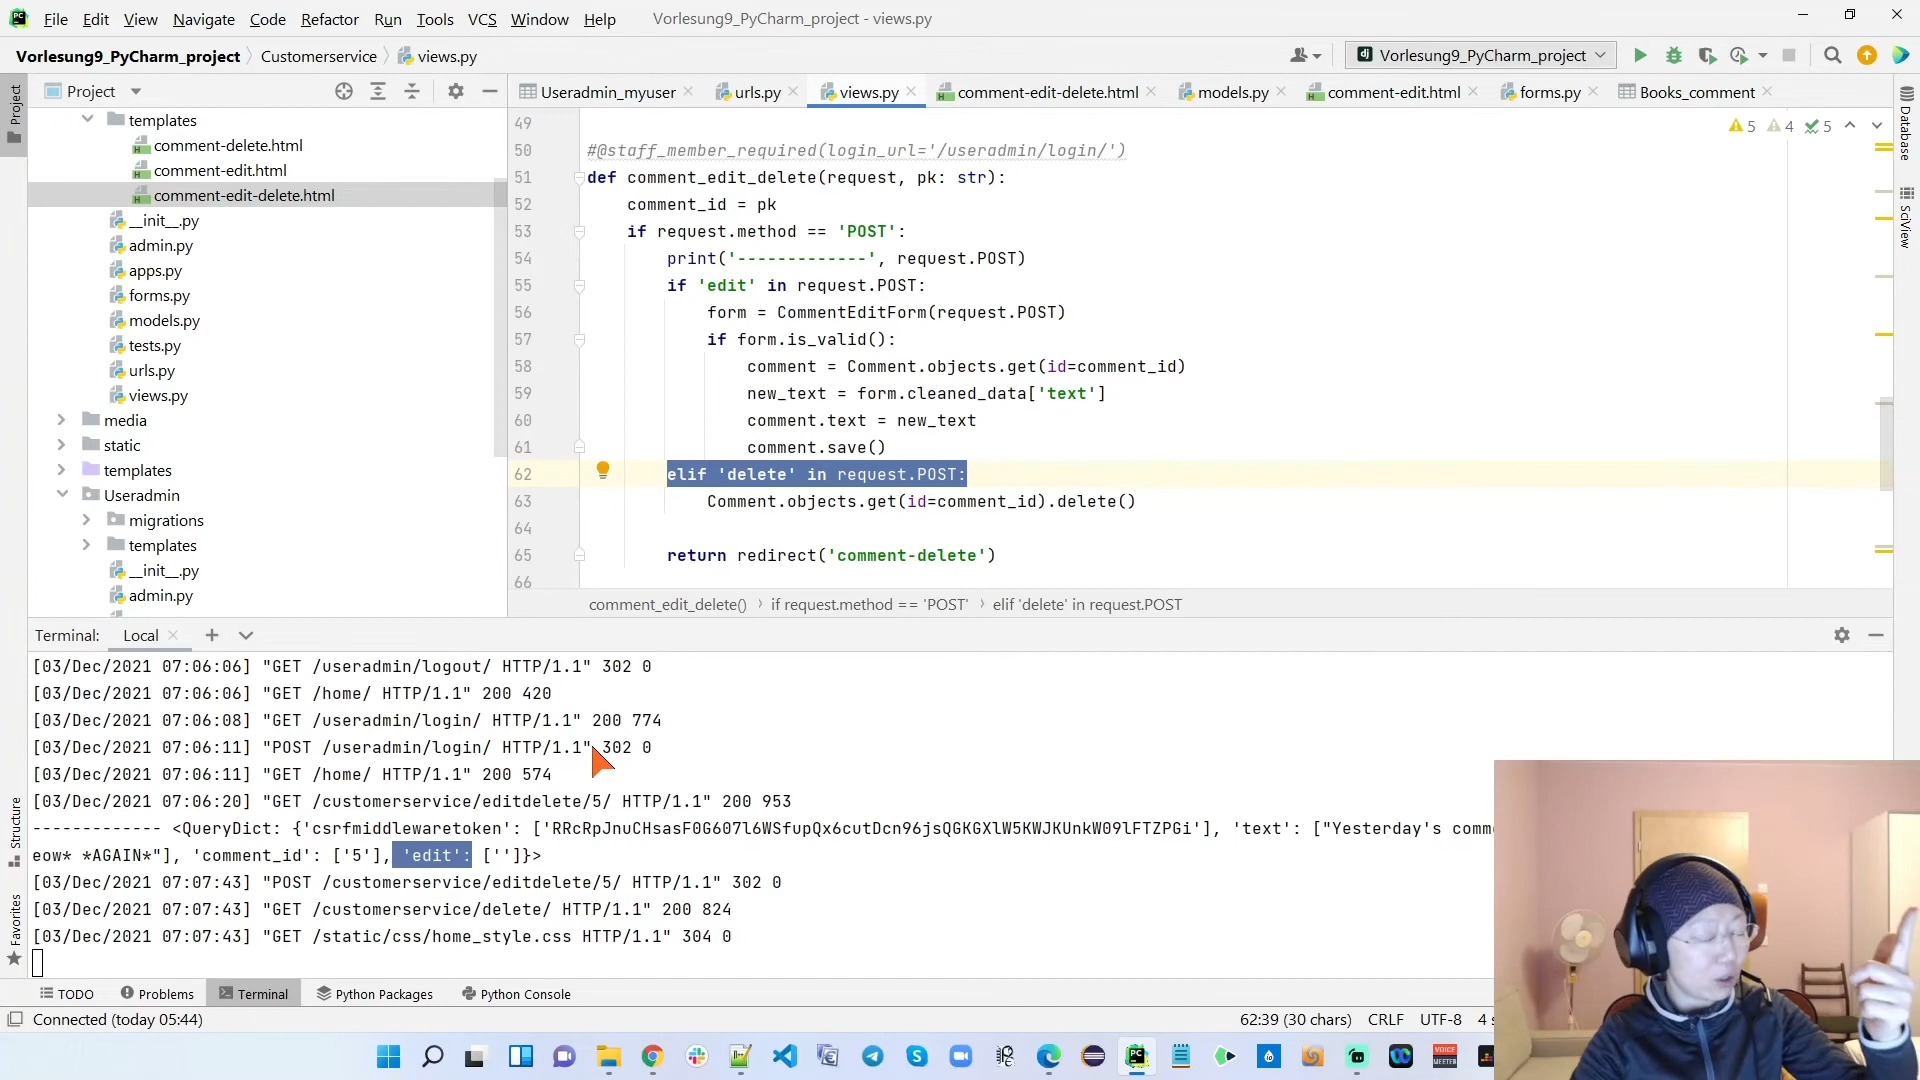 File Edit View Navigate Code Refactor Run Tools VCS Window Help Vorlesung9_PyCharm_project - views.py
Vorlesung9_PyCharm_project Customerservice views.py Vorlesung9_PyCharm_project
Project
Project
Useradmin_myuser urls.py views.py comment-edit-delete.html models.py comment-edit.html forms.py Books_comment
Database
SciView
templates
comment-delete.html
comment-edit.html
comment-edit-delete.html
__init__.py
admin.py
apps.py
forms.py
models.py
tests.py
urls.py
views.py
media
static
templates
Useradmin
migrations
templates
__init__.py
admin.py
5 4 5
49
50 #@staff_member_required(login_url='/useradmin/login/')
51 def comment_edit_delete(request, pk: str):
52 comment_id = pk
53 if request.method == 'POST':
54 print('-------------', request.POST)
55 if 'edit' in request.POST:
56 form = CommentEditForm(request.POST)
57 if form.is_valid():
58 comment = Comment.objects.get(id=comment_id)
59 new_text = form.cleaned_data['text']
60 comment.text = new_text
61 comment.save()
62 elif 'delete' in request.POST:
63 Comment.objects.get(id=comment_id).delete()
64
65 return redirect('comment-delete')
66
comment_edit_delete() if request.method == 'POST' elif 'delete' in request.POST
Terminal: Local
[03/Dec/2021 07:06:06] "GET /useradmin/logout/ HTTP/1.1" 302 0
[03/Dec/2021 07:06:06] "GET /home/ HTTP/1.1" 200 420
[03/Dec/2021 07:06:08] "GET /useradmin/login/ HTTP/1.1" 200 774
[03/Dec/2021 07:06:11] "POST /useradmin/login/ HTTP/1.1" 302 0
[03/Dec/2021 07:06:11] "GET /home/ HTTP/1.1" 200 574
[03/Dec/2021 07:06:20] "GET /customerservice/editdelete/5/ HTTP/1.1" 200 953
------------- <QueryDict: {'csrfmiddlewaretoken': ['RRcRpJnuCHsasF0G607l6WSfupQx6cutDcn96jsQGKGXlW5KWJKUnkW09lFTZPGi'], 'text': ["Yesterday's comm
eow* *AGAIN*"], 'comment_id': ['5'], 'edit': ['']}>
[03/Dec/2021 07:07:43] "POST /customerservice/editdelete/5/ HTTP/1.1" 302 0
[03/Dec/2021 07:07:43] "GET /customerservice/delete/ HTTP/1.1" 200 824
[03/Dec/2021 07:07:43] "GET /static/css/home_style.css HTTP/1.1" 304 0
Structure
Favorites
TODO Problems Terminal Python Packages Python Console
Connected (today 05:44) 62:39 (30 chars) CRLF UTF-8 4 s
VOICE
MEETER